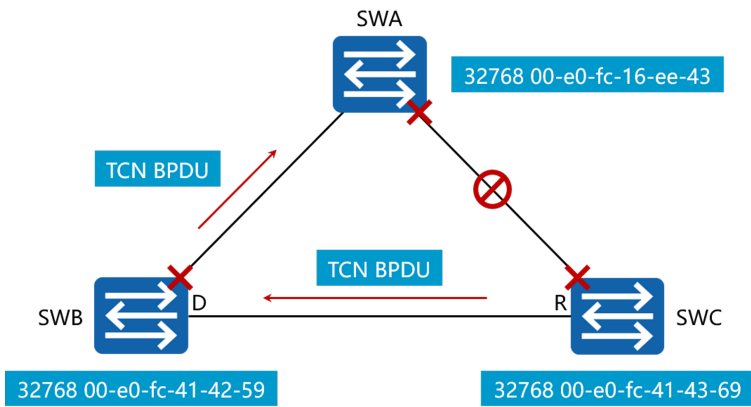 SWA
32768 00-e0-fc-16-ee-43
TCN BPDU
TCN BPDU
SWB
D
R
SWC
32768 00-e0-fc-41-42-59
32768 00-e0-fc-41-43-69